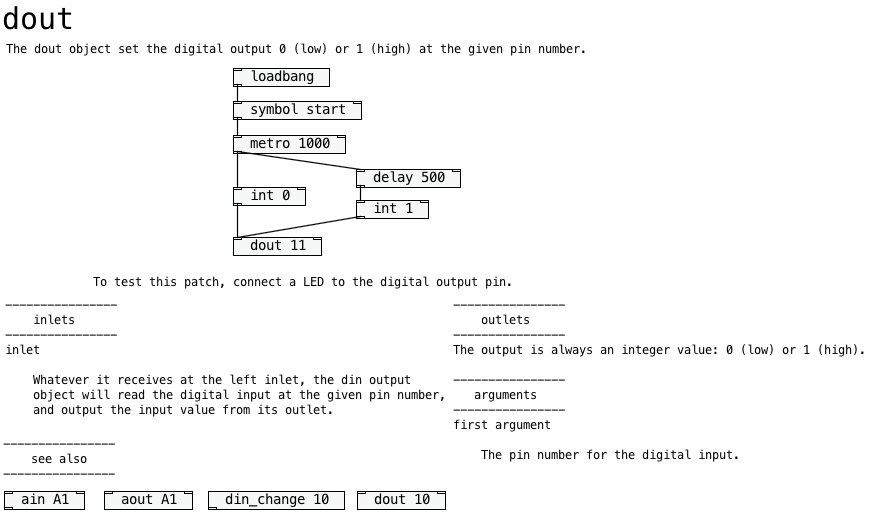 dout
The dout object set the digital output 0 (low) or 1 (high) at the given pin number.
loadbang
symbol start
metro 1000
delay 500
int 0
int 1
dout 11
To test this patch, connect a LED to the digital output pin.
----------------
inlets
----------------
inlet
Whatever it receives at the left inlet, the din output
object will read the digital input at the given pin number,
and output the input value from its outlet.
----------------
see also
----------------
----------------
outlets
----------------
The output is always an integer value: 0 (low) or 1 (high).
----------------
arguments
----------------
first argument
The pin number for the digital input.
ain A1
aout A1
din_change 10
dout 10